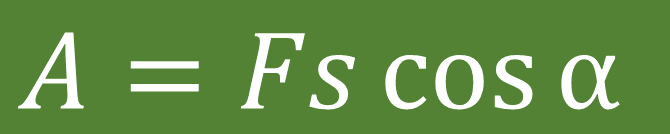 A = Fs cos α